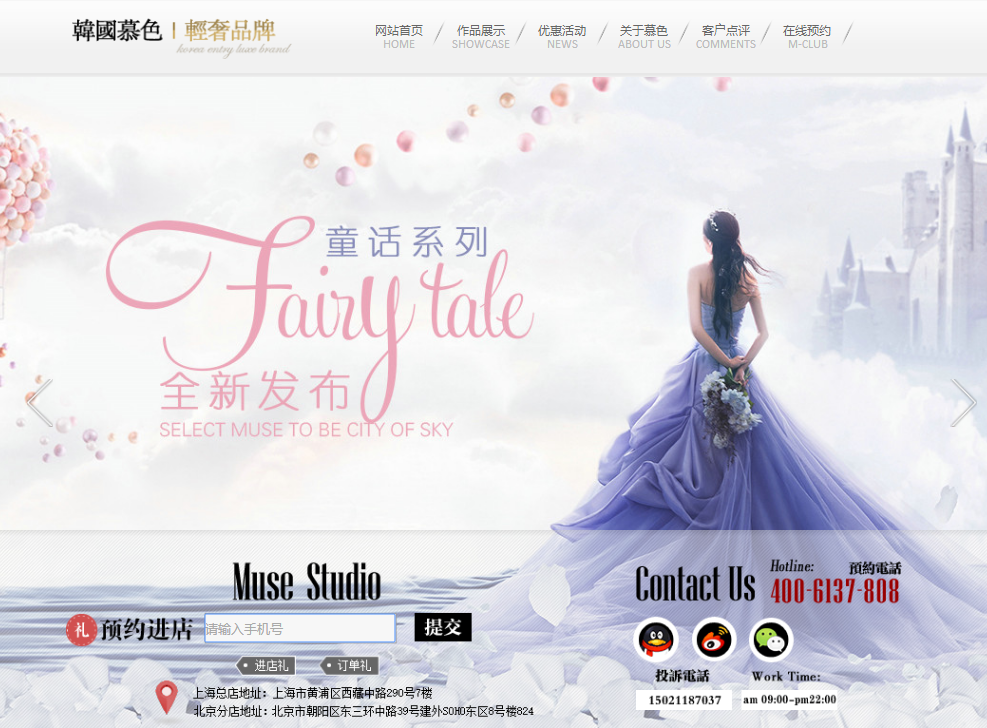 韓國慕色 | 輕奢品牌
korea entry luxe brand
网站首页 作品展示 优惠活动 关于慕色 客户点评 在线预约
HOME SHOWCASE NEWS ABOUT US COMMENTS M-CLUB
童话系列
Fairy tale
全新发布
SELECT MUSE TO BE CITY OF SKY
Muse Studio
礼 预约进店 请输入手机号 提交
进店礼 订单礼
上海总店地址：上海市黄浦区西藏中路290号7楼
北京分店地址：北京市朝阳区东三环中路39号建外SOHO东区8号楼824
Contact Us
Hotline: 預約電話
400-6137-808
投訴電話 Work Time:
15021187037 am 09:00-pm22:00